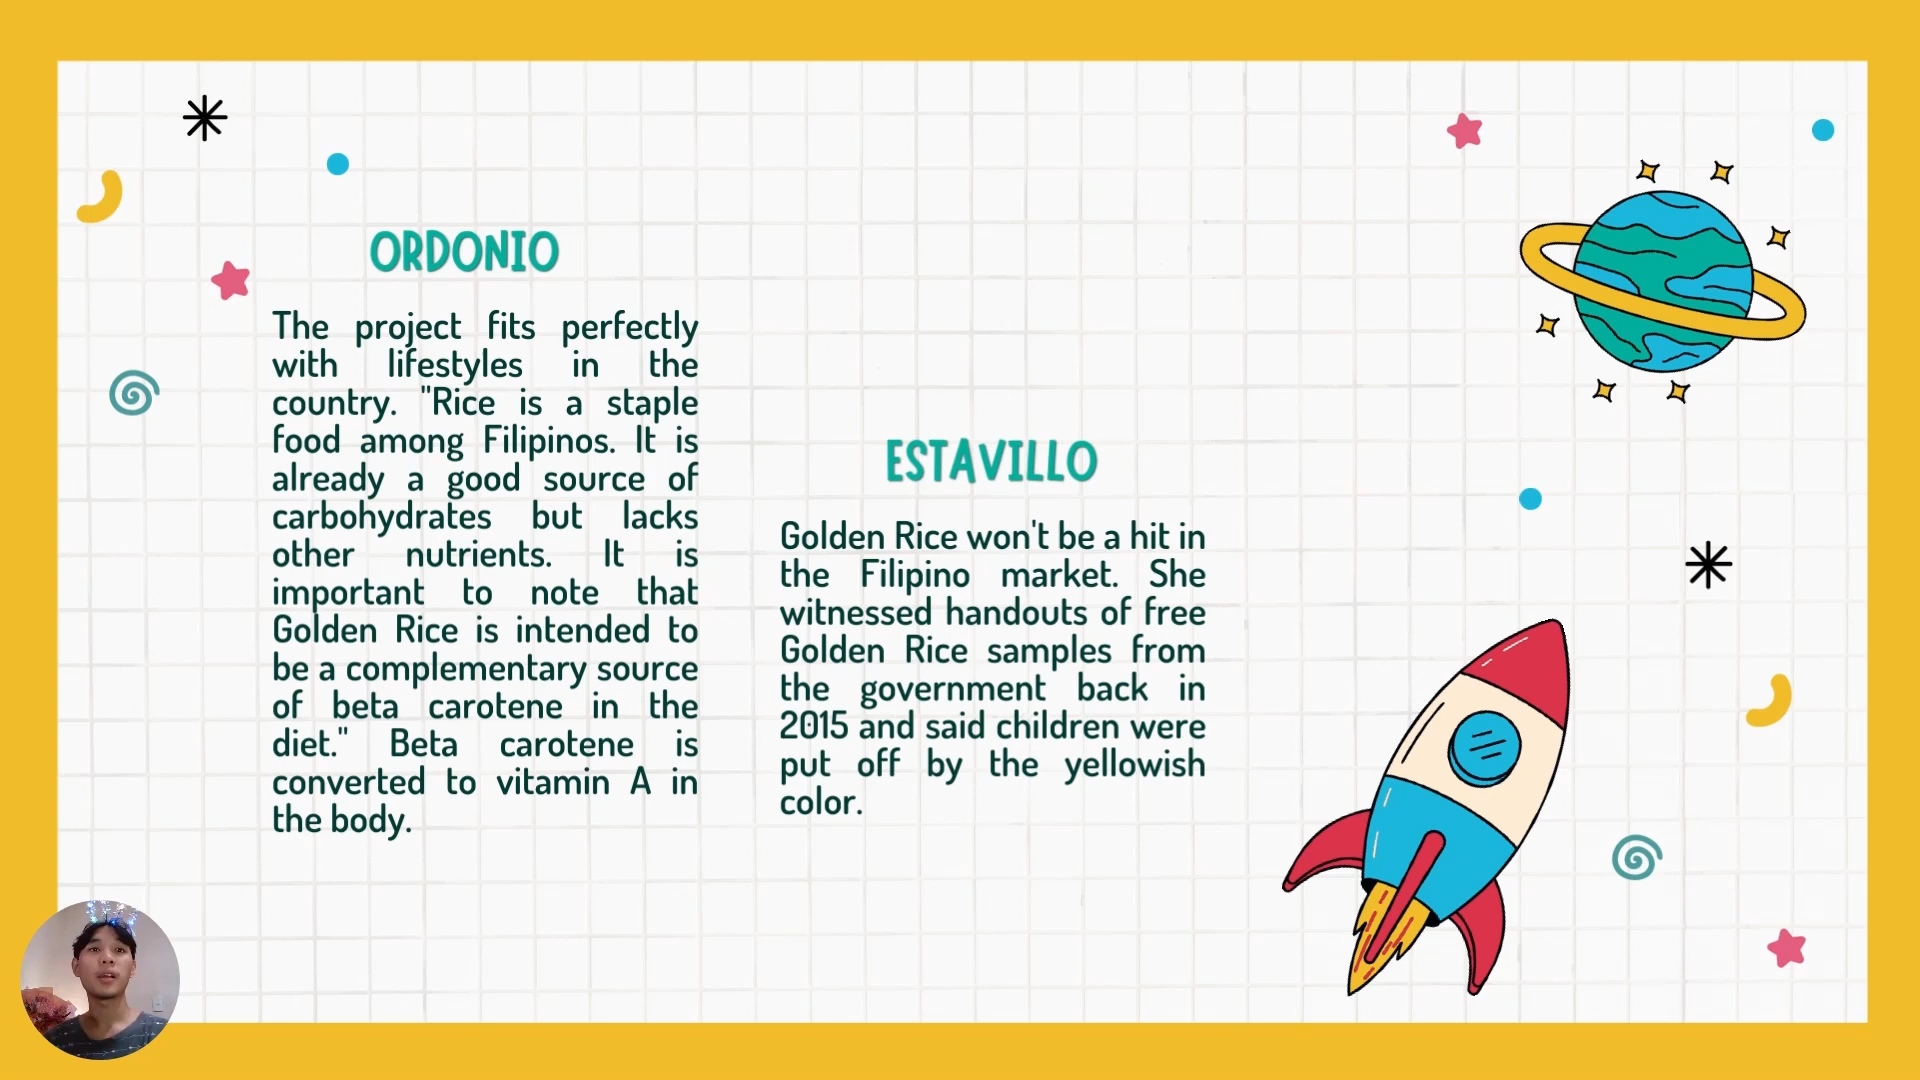 ORDONIO
The project fits perfectly
with lifestyles in the
country. "Rice is a staple
food among Filipinos. It is
already a good source of
carbohydrates but lacks
other nutrients. It is
important to note that
Golden Rice is intended to
be a complementary source
of beta carotene in the
diet." Beta carotene is
converted to vitamin A in
the body.
ESTAVILLO
Golden Rice won't be a hit in
the Filipino market. She
witnessed handouts of free
Golden Rice samples from
the government back in
2015 and said children were
put off by the yellowish
color.